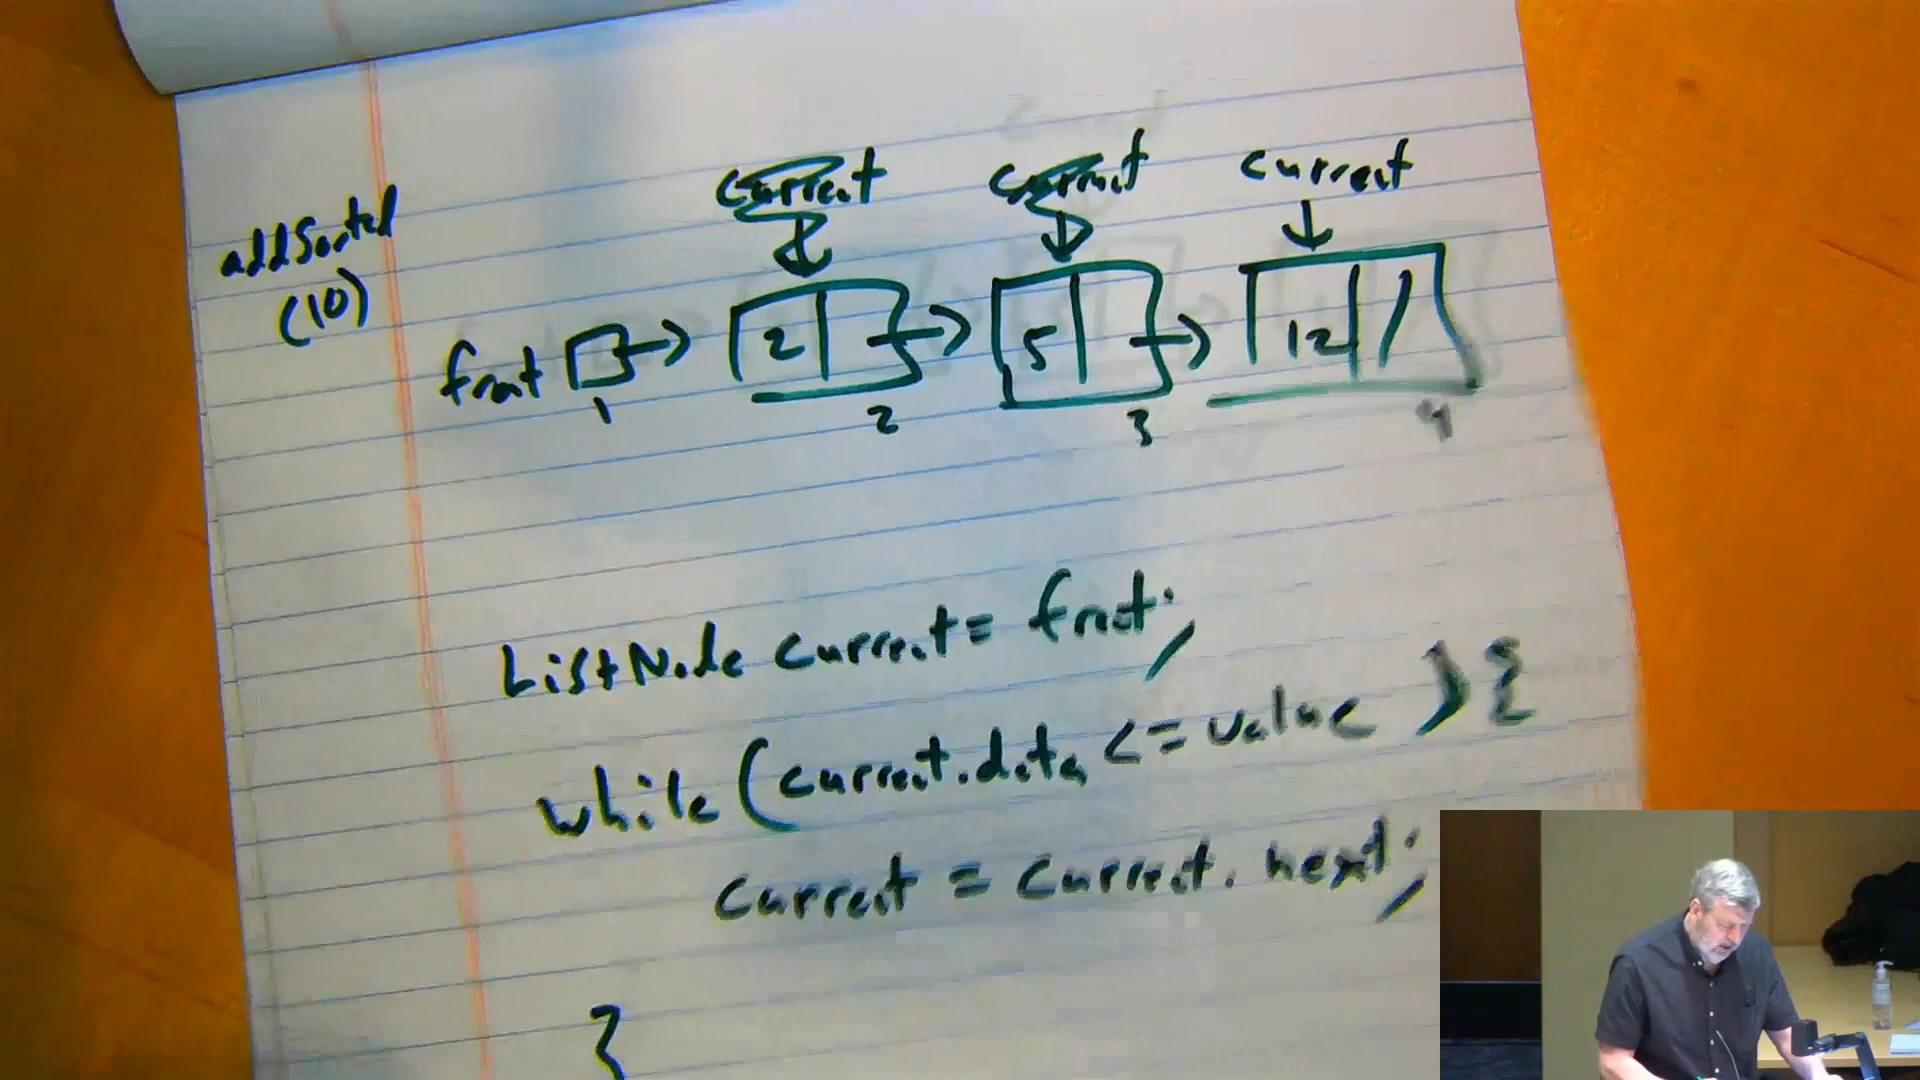 current current current
addSorted
(10)
front 2 5 12 /
1 2 3 4
ListNode current = front;
while (current.data <= value ) {
current = current.next;
}